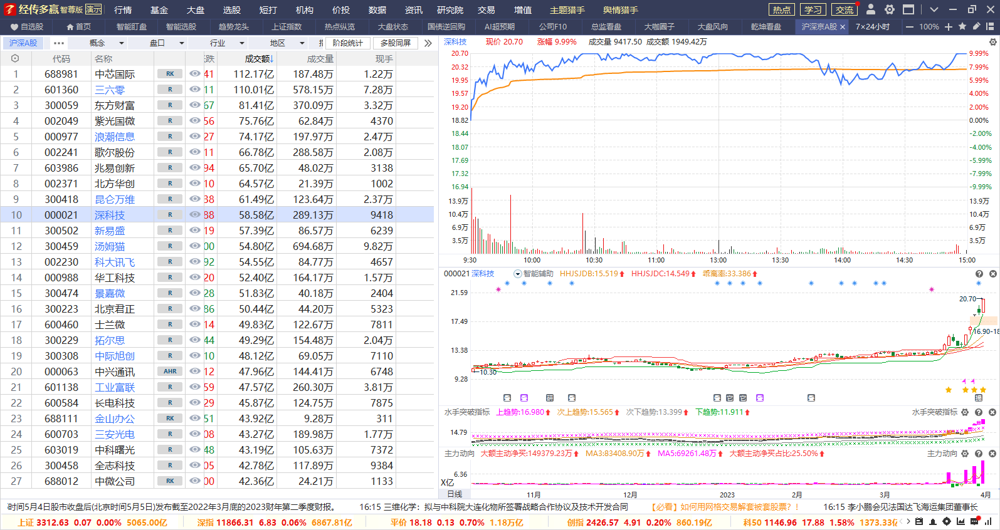 经传多赢 智尊版 演示 行情 基金 大盘 选股 短打 机构 价投 数据 资讯 研究院 交易 增值 主题猎手 舆情猎手 热点 学习 交流
自选股 首页 智能盯盘 智能选股 趋势龙头 上证指数 热点纵览 大盘状态 国债逆回购 AI超预期 公司F10 总监看盘 大咖圈子 大盘风向 乾坤看盘 沪深京A股 7×24小时 100%
沪深A股 概念 盘口 行业 地区 阶段统计 多股同屏
代码 名称 成交额↓ 成交量 现手
1 688981 中芯国际 RK 41 112.17亿 187.48万 1.22万
2 601360 三六零 R 11 110.01亿 578.15万 7.28万
3 300059 东方财富 R 67 81.41亿 370.09万 3.32万
4 002049 紫光国微 R 56 75.76亿 62.84万 4370
5 000977 浪潮信息 R 27 74.17亿 197.97万 2.47万
6 002241 歌尔股份 R 11 66.78亿 288.58万 2.08万
7 603986 兆易创新 R 94 65.70亿 48.02万 3138
8 002371 北方华创 R 10 64.57亿 21.39万 1002
9 300418 昆仑万维 R 38 61.49亿 123.64万 2.37万
10 000021 深科技 R 88 58.58亿 289.13万 9418
11 300502 新易盛 R 19 57.39亿 86.57万 6239
12 300459 汤姆猫 R 00 54.80亿 694.68万 9.82万
13 002230 科大讯飞 R 92 54.55亿 84.77万 4657
14 000988 华工科技 R 20 52.40亿 164.17万 1.57万
15 300474 景嘉微 R 28 51.83亿 40.18万 2404
16 300223 北京君正 R 86 50.44亿 44.20万 5323
17 600460 士兰微 R 14 49.83亿 122.67万 7811
18 300229 拓尔思 R 44 49.29亿 154.48万 2.04万
19 300308 中际旭创 R 10 48.12亿 69.05万 7110
20 000063 中兴通讯 AHR 12 47.96亿 144.41万 6748
21 601138 工业富联 R 59 47.57亿 260.30万 3.81万
22 600584 长电科技 R 29 45.87亿 124.75万 7875
23 688111 金山办公 RK 51 43.92亿 9.28万 311
24 600703 三安光电 R 08 43.27亿 189.98万 1.77万
25 603019 中科曙光 R 48 43.19亿 105.63万 7372
26 300458 全志科技 R 05 42.78亿 117.89万 9384
27 688012 中微公司 RK 00 42.36亿 24.21万 1133
深科技 现价 20.70 涨幅 9.99% 成交量 9417.50 成交额 1949.42万
20.70 9.99%
20.32 7.99%
19.95 5.99%
19.57 4.00%
19.20 2.00%
18.82 0.00%
18.44 -2.00%
18.07 -4.00%
17.69 -5.99%
17.32 -7.99%
16.94 -9.99%
13.9万 13.9万
10.4万 10.4万
6.9万 6.9万
3.5万 3.5万
9:30 10:00 10:30 11:00 13:00 13:30 14:00 14:30 15:00
000021 深科技 智能辅助 HHJSJDB:15.519 HHJSJDC:14.549 乖离率:33.386
21.59
20.70
17.49
16.90-18
13.38
10.30
9.28
水手突破指标 上趋势:16.980 次上趋势:15.565 次下趋势:13.399 下趋势:11.911 水手突破指标
14.79
主力动向 大额主动净买:149379.23万 MA3:83408.90万 MA5:69261.48万 大额主动净买占比:25.50% 主力动向
6.36
X亿
日线 11月 12月 2023 2月 3月 4月
时间5月4日股市收盘后(北京时间5月5日)发布截至2022年3月底的2023财年第二季度财报。 16:15 三维化学：拟与中科院大连化物所签署战略合作协议及技术开发合同 【必看】如何用网格交易解套被套股票？！ 16:15 李小鹏会见法国达飞海运集团董事长
上证 3312.63 0.07 0.00% 5065.00亿 深指 11866.31 6.83 0.06% 6867.81亿 平价 18.18 0.13 0.70% 1.18万亿 创指 2426.57 4.91 0.20% 860.19亿 科50 1146.96 17.88 1.58% 1373.33亿